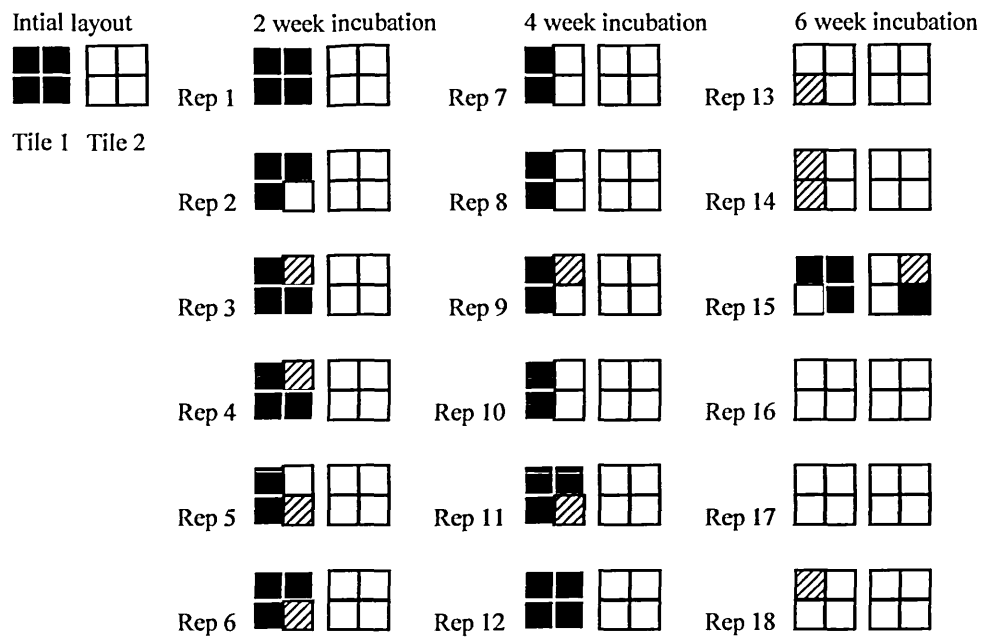 Intial layout
2 week incubation
4 week incubation
6 week incubation
Tile 1 Tile 2
Rep 1
Rep 7
Rep 13
Rep 2
Rep 8
Rep 14
Rep 3
Rep 9
Rep 15
Rep 4
Rep 10
Rep 16
Rep 5
Rep 11
Rep 17
Rep 6
Rep 12
Rep 18